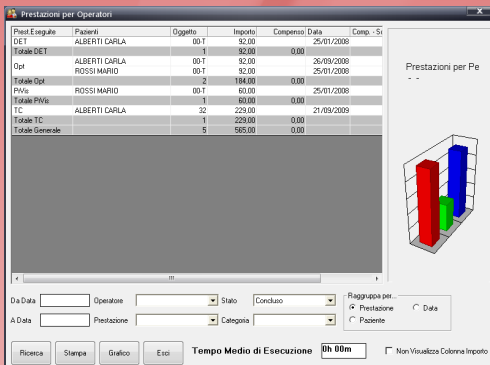 Prestazioni per Operatori
Prest.Eseguite Pazienti Oggetto Importo Compenso Data Comp. - Si
DET ALBERTI CARLA 00-T 92,00 25/01/2008
Totale DET 1 92,00 0,00
Opt ALBERTI CARLA 00-T 92,00 26/09/2008
ROSSI MARIO 00-T 92,00 25/01/2008
Totale Opt 2 184,00 0,00
PrVis ROSSI MARIO 00-T 60,00 25/01/2008
Totale PrVis 1 60,00 0,00
TC ALBERTI CARLA 32 229,00 21/09/2009
Totale TC 1 229,00 0,00
Totale Generale 5 565,00 0,00
Prestazioni per Pe
Da Data Operatore Stato Concluso
A Data Prestazione Categoria
Raggruppa per...
Prestazione Data
Paziente
Ricerca Stampa Grafico Esci Tempo Medio di Esecuzione 0h 00m Non Visualizza Colonna Importo